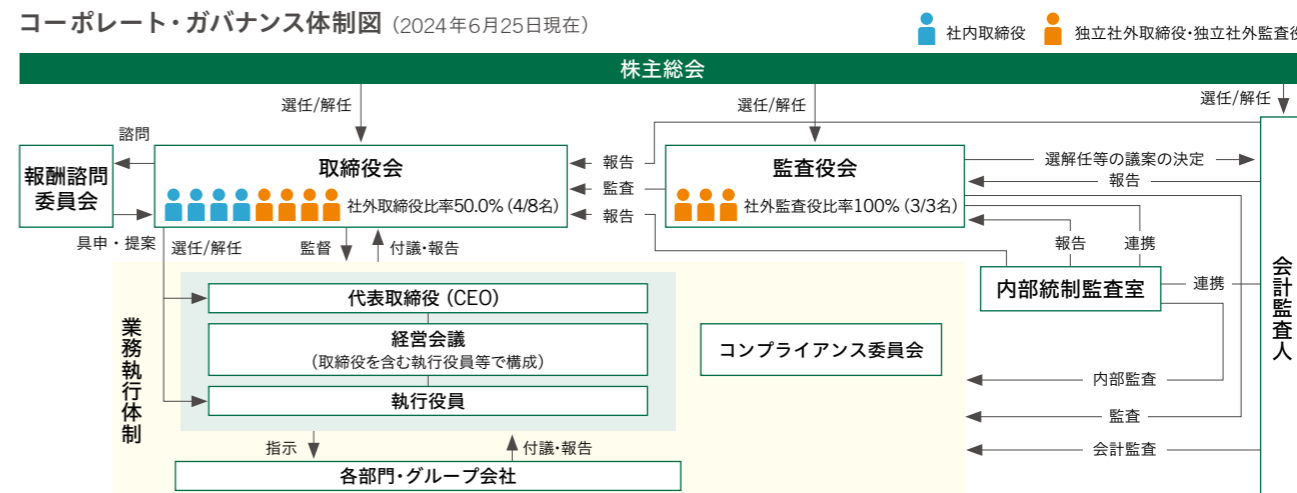 コーポレート・ガバナンス体制図（2024年6月25日現在）
社内取締役
独立社外取締役・独立社外監査役
株主総会
選任/解任
選任/解任
選任/解任
諮問
報酬諮問
委員会
具申・提案
取締役会
社外取締役比率50.0%（4/8名）
報告
監査
報告
監査役会
社外監査役比率100%（3/3名）
選解任等の議案の決定
報告
選任/解任
監督
付議・報告
報告
連携
内部統制監査室
連携
会計監査人
業務執行体制
代表取締役（CEO）
経営会議
（取締役を含む執行役員等で構成）
執行役員
コンプライアンス委員会
内部監査
監査
会計監査
指示
付議・報告
各部門・グループ会社